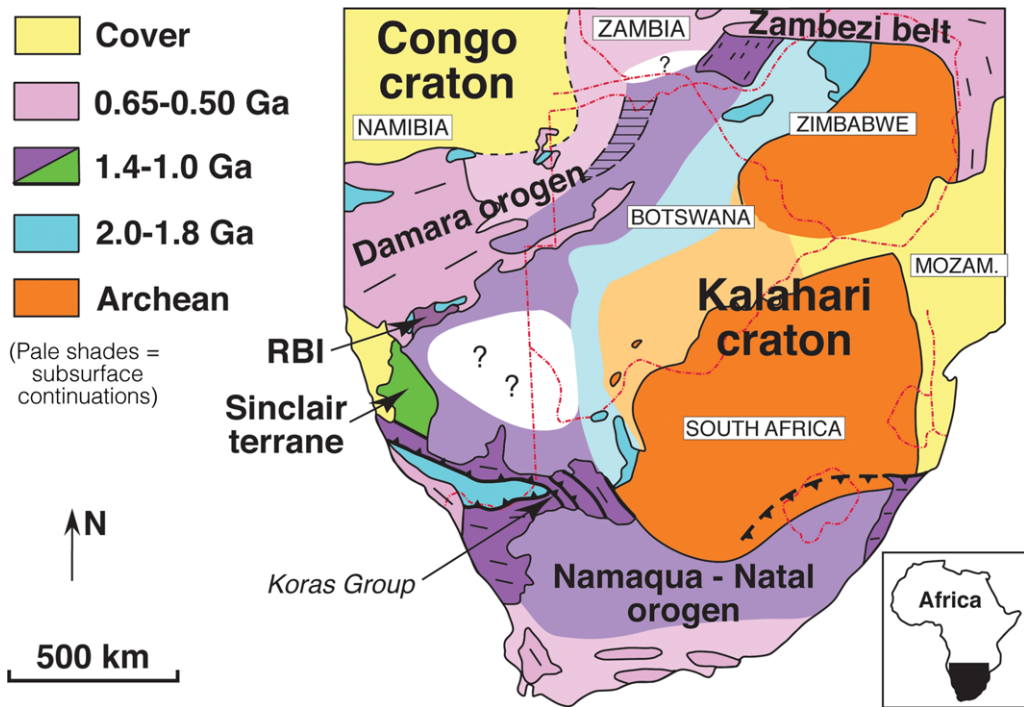 Cover
0.65-0.50 Ga
1.4-1.0 Ga
2.0-1.8 Ga
Archean
(Pale shades =
subsurface
continuations)
Congo
craton
ZAMBIA
Zambezi belt
?
NAMIBIA
ZIMBABWE
Damara orogen
BOTSWANA
MOZAM.
Kalahari
craton
RBI
?
?
Sinclair
terrane
SOUTH AFRICA
N
Koras Group
Namaqua - Natal
orogen
Africa
500 km